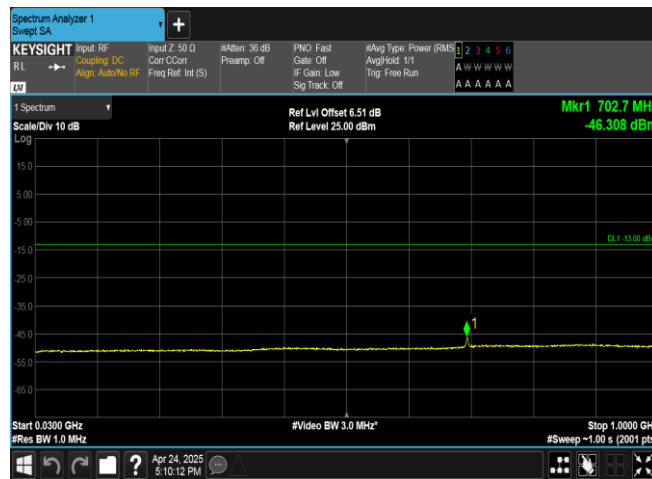 Spectrum Analyzer 1
Swept SA
+
KEYSIGHT
RL
LXI
Input: RF
Coupling: DC
Align: Auto/No RF
Input Z: 50 Ω
Corr CCorr
Freq Ref: Int (S)
#Atten: 36 dB
Preamp: Off
PNO: Fast
Gate: Off
IF Gain: Low
Sig Track: Off
#Avg Type: Power (RMS
Avg|Hold: 1/1
Trig: Free Run
1 2 3 4 5 6
A W W W W W
A A A A A A
1 Spectrum
Scale/Div 10 dB
Log
Ref Lvl Offset 6.51 dB
Ref Level 25.00 dBm
Mkr1 702.7 MH
-46.308 dBm
15.0
5.00
-5.00
-15.0
-25.0
-35.0
-45.0
-55.0
-65.0
DL1 -13.00 dB
1
Start 0.0300 GHz
#Res BW 1.0 MHz
#Video BW 3.0 MHz*
Stop 1.0000 GH
#Sweep ~1.00 s (2001 pts
?
Apr 24, 2025
5:10:12 PM